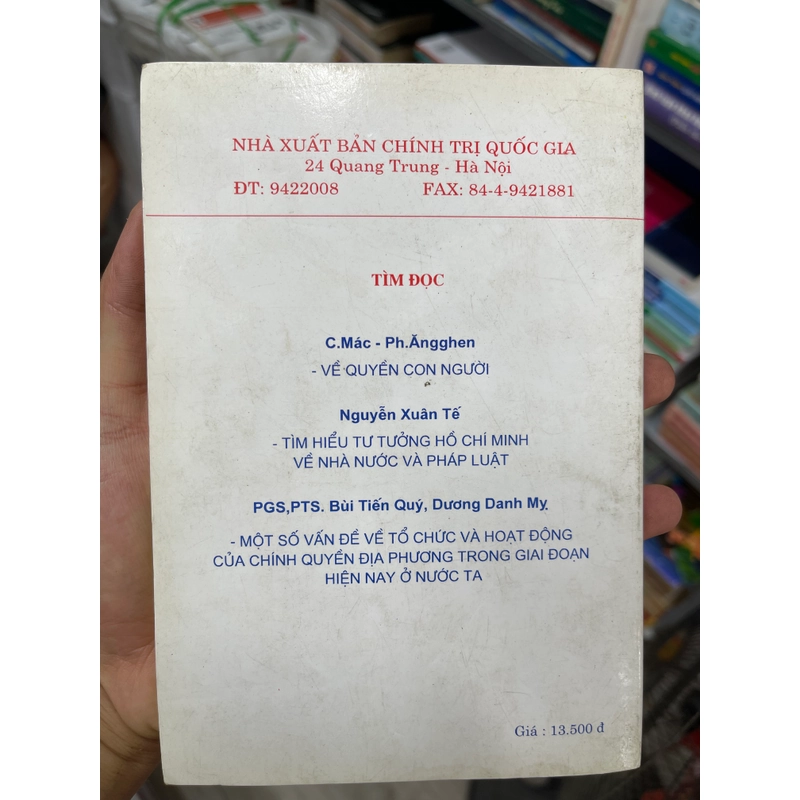 NHÀ XUẤT BẢN CHÍNH TRỊ QUỐC GIA
24 Quang Trung - Hà Nội
ĐT: 9422008 FAX: 84-4-9421881
TÌM ĐỌC
C.Mác - Ph.Ăngghen
- VỀ QUYỀN CON NGƯỜI
Nguyễn Xuân Tế
- TÌM HIỂU TƯ TƯỞNG HỒ CHÍ MINH
VỀ NHÀ NƯỚC VÀ PHÁP LUẬT
PGS,PTS. Bùi Tiến Quý, Dương Danh Mỵ
- MỘT SỐ VẤN ĐỀ VỀ TỔ CHỨC VÀ HOẠT ĐỘNG
CỦA CHÍNH QUYỀN ĐỊA PHƯƠNG TRONG GIAI ĐOẠN
HIỆN NAY Ở NƯỚC TA
Giá : 13.500 đ